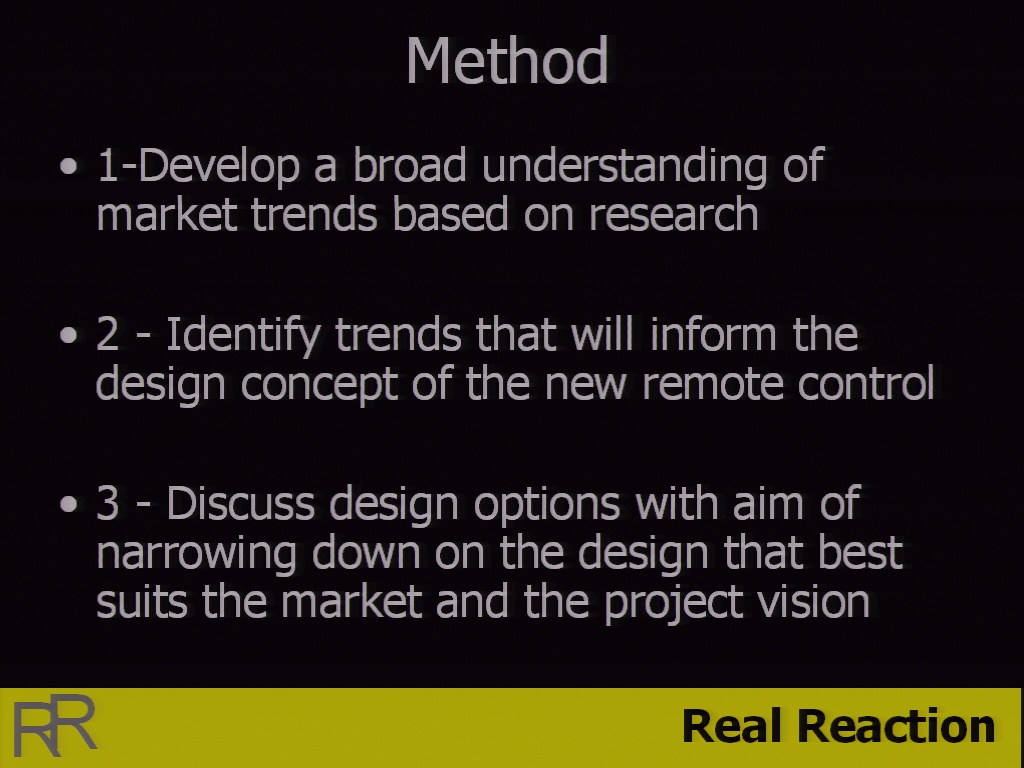 Method
• 1-Develop a broad understanding of
market trends based on research
• 2 - Identify trends that will inform the
design concept of the new remote control
• 3 - Discuss design options with aim of
narrowing down on the design that best
suits the market and the project vision
RR
Real Reaction